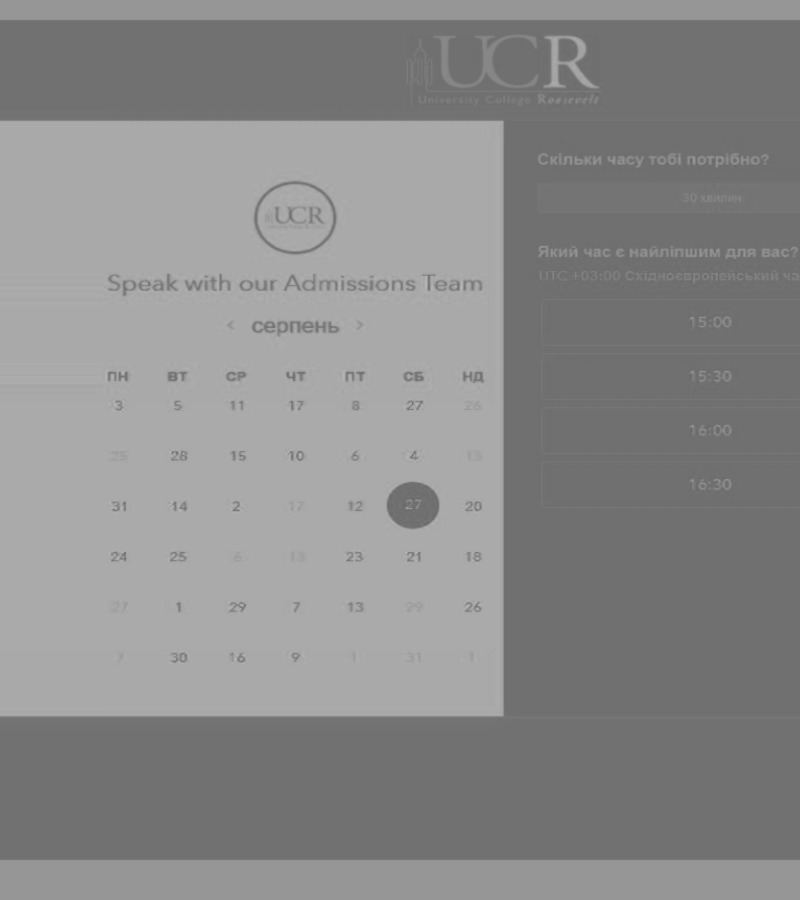 UCR
University College Roosevelt
UCR
Speak with our Admissions Team
< серпень >
ПН ВТ СР ЧТ ПТ СБ НД
3 5 11 17 8 27 26
25 28 15 10 6 4 13
31 14 2 17 12 27 20
24 25 6 13 23 21 18
27 1 29 7 13 29 26
7 30 16 9 1 31 1
Скільки часу тобі потрібно?
30 хвилин
Який час є найліпшим для вас?
UTC +03:00 Східноєвропейський
15:00
15:30
16:00
16:30